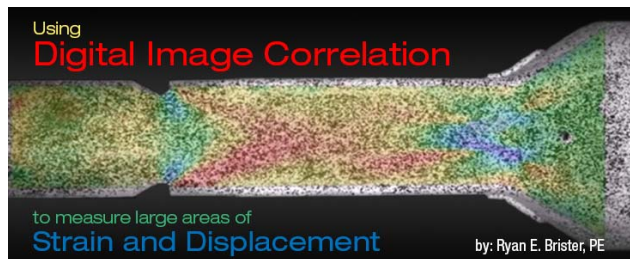 Using
Digital Image Correlation
to measure large areas of
Strain and Displacement
by: Ryan E. Brister, PE